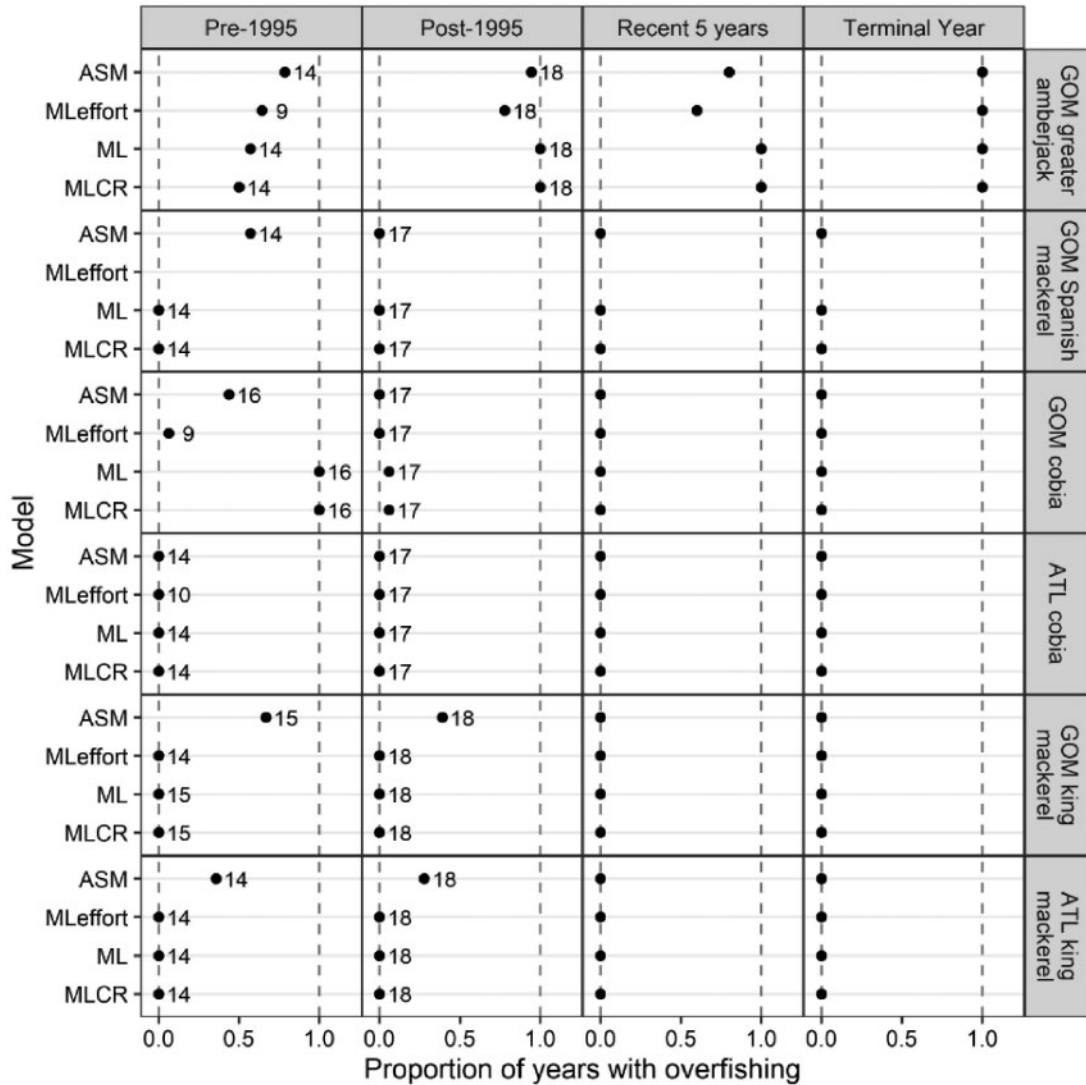 Pre-1995 Post-1995 Recent 5 years Terminal Year
ASM 14 18
MLeffort 9 18
ML 14 18
MLCR 14 18
GOM greater
amberjack
ASM 14 17
MLeffort
ML 14 17
MLCR 14 17
GOM Spanish
mackerel
ASM 16 17
MLeffort 9 17
ML 16 17
MLCR 16 17
GOM cobia
ASM 14 17
MLeffort 10 17
ML 14 17
MLCR 14 17
ATL cobia
ASM 15 18
MLeffort 14 18
ML 15 18
MLCR 15 18
GOM king
mackerel
ASM 14 18
MLeffort 14 18
ML 14 18
MLCR 14 18
ATL king
mackerel
Model
0.0 0.5 1.0 0.0 0.5 1.0 0.0 0.5 1.0 0.0 0.5 1.0
Proportion of years with overfishing